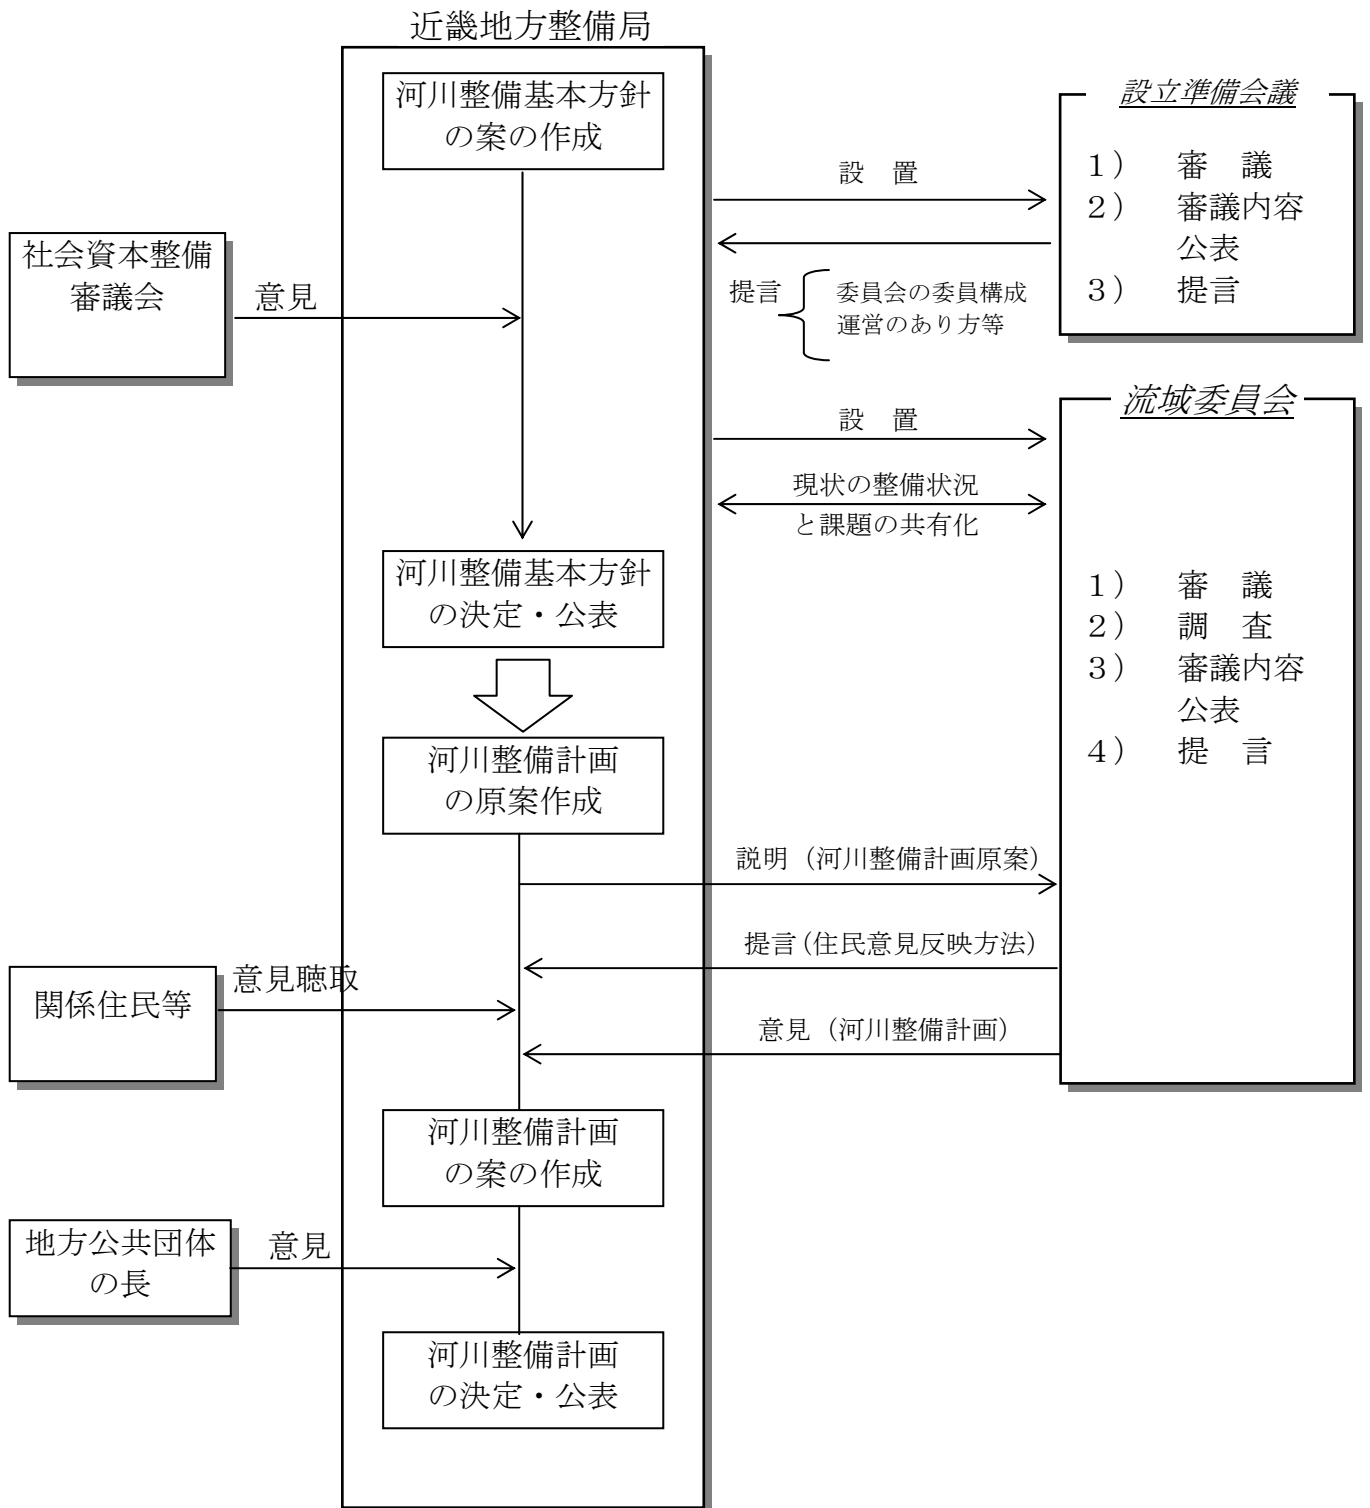 近畿地方整備局
河川整備基本方針
の案の作成
社会資本整備
審議会
意見
設　置
提言
委員会の委員構成
運営のあり方等
設立準備会議
１）　審　議
２）　審議内容
公表
３）　提言
設　置
現状の整備状況
と課題の共有化
流域委員会
１）　審　議
２）　調　査
３）　審議内容
公表
４）　提　言
河川整備基本方針
の決定・公表
河川整備計画
の原案作成
説明（河川整備計画原案）
提言（住民意見反映方法）
関係住民等
意見聴取
意見（河川整備計画）
河川整備計画
の案の作成
地方公共団体
の長
意見
河川整備計画
の決定・公表